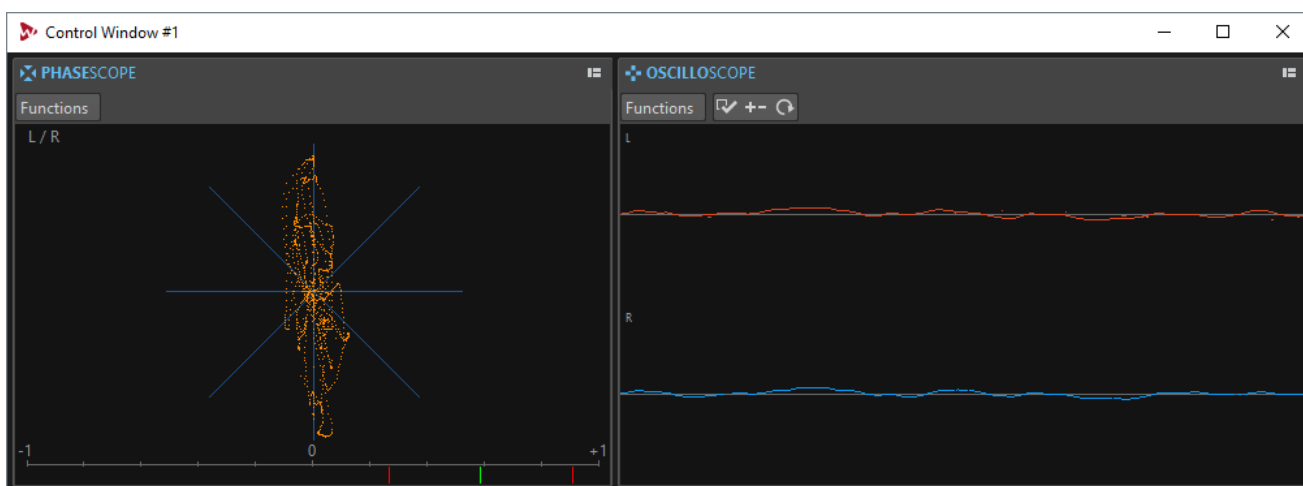 Control Window #1
PHASESCOPE
Functions
L / R
-1 0 +1
OSCILLOSCOPE
Functions
L
R